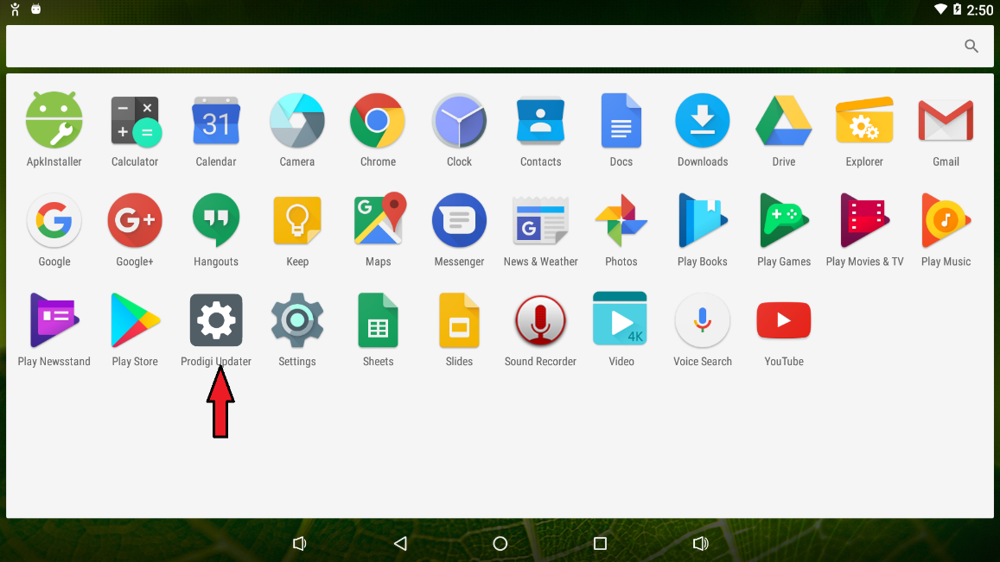 2:50
31
ApkInstaller Calculator Calendar Camera Chrome Clock Contacts Docs Downloads Drive Explorer Gmail
G G+ G G
Google Google+ Hangouts Keep Maps Messenger News & Weather Photos Play Books Play Games Play Movies & TV Play Music
4K
Play Newsstand Play Store Prodigi Updater Settings Sheets Slides Sound Recorder Video Voice Search YouTube